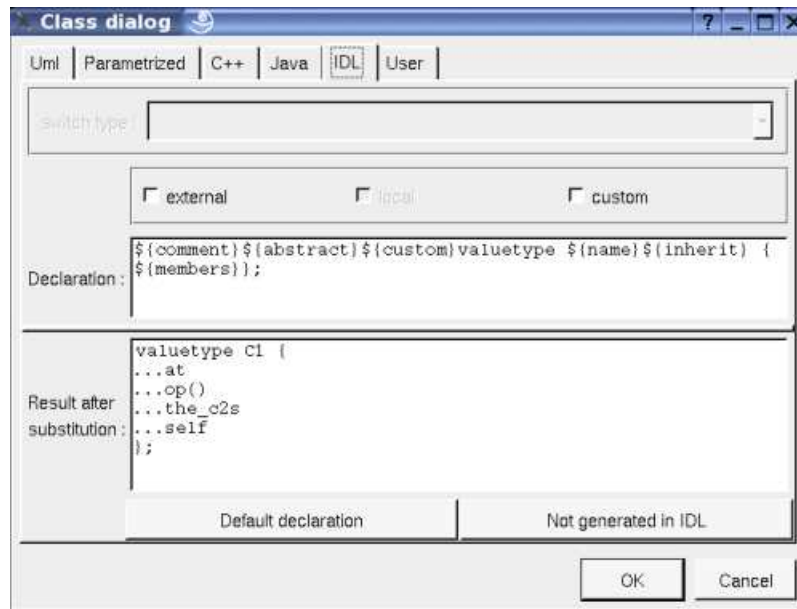 Class dialog
Uml Parametrized C++ Java IDL User
switch type :
external local custom
Declaration :
${comment}${abstract}${custom}valuetype ${name}${inherit} {
${members}};
Result after
substitution :
valuetype C1 {
...at
...op()
...the_c2s
...self
};
Default declaration Not generated in IDL
OK Cancel